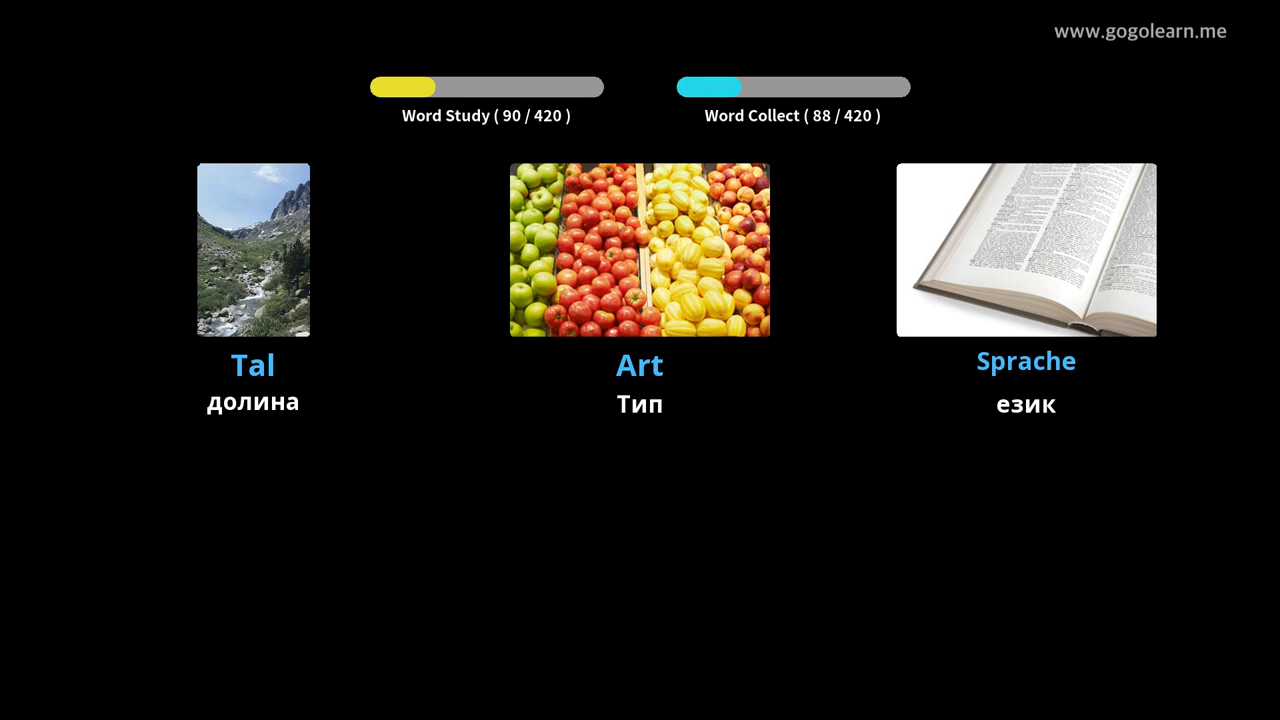 www.gogolearn.me
Word Study ( 90 / 420 )
Word Collect ( 88 / 420 )
Tal
долина
Art
Тип
Sprache
език